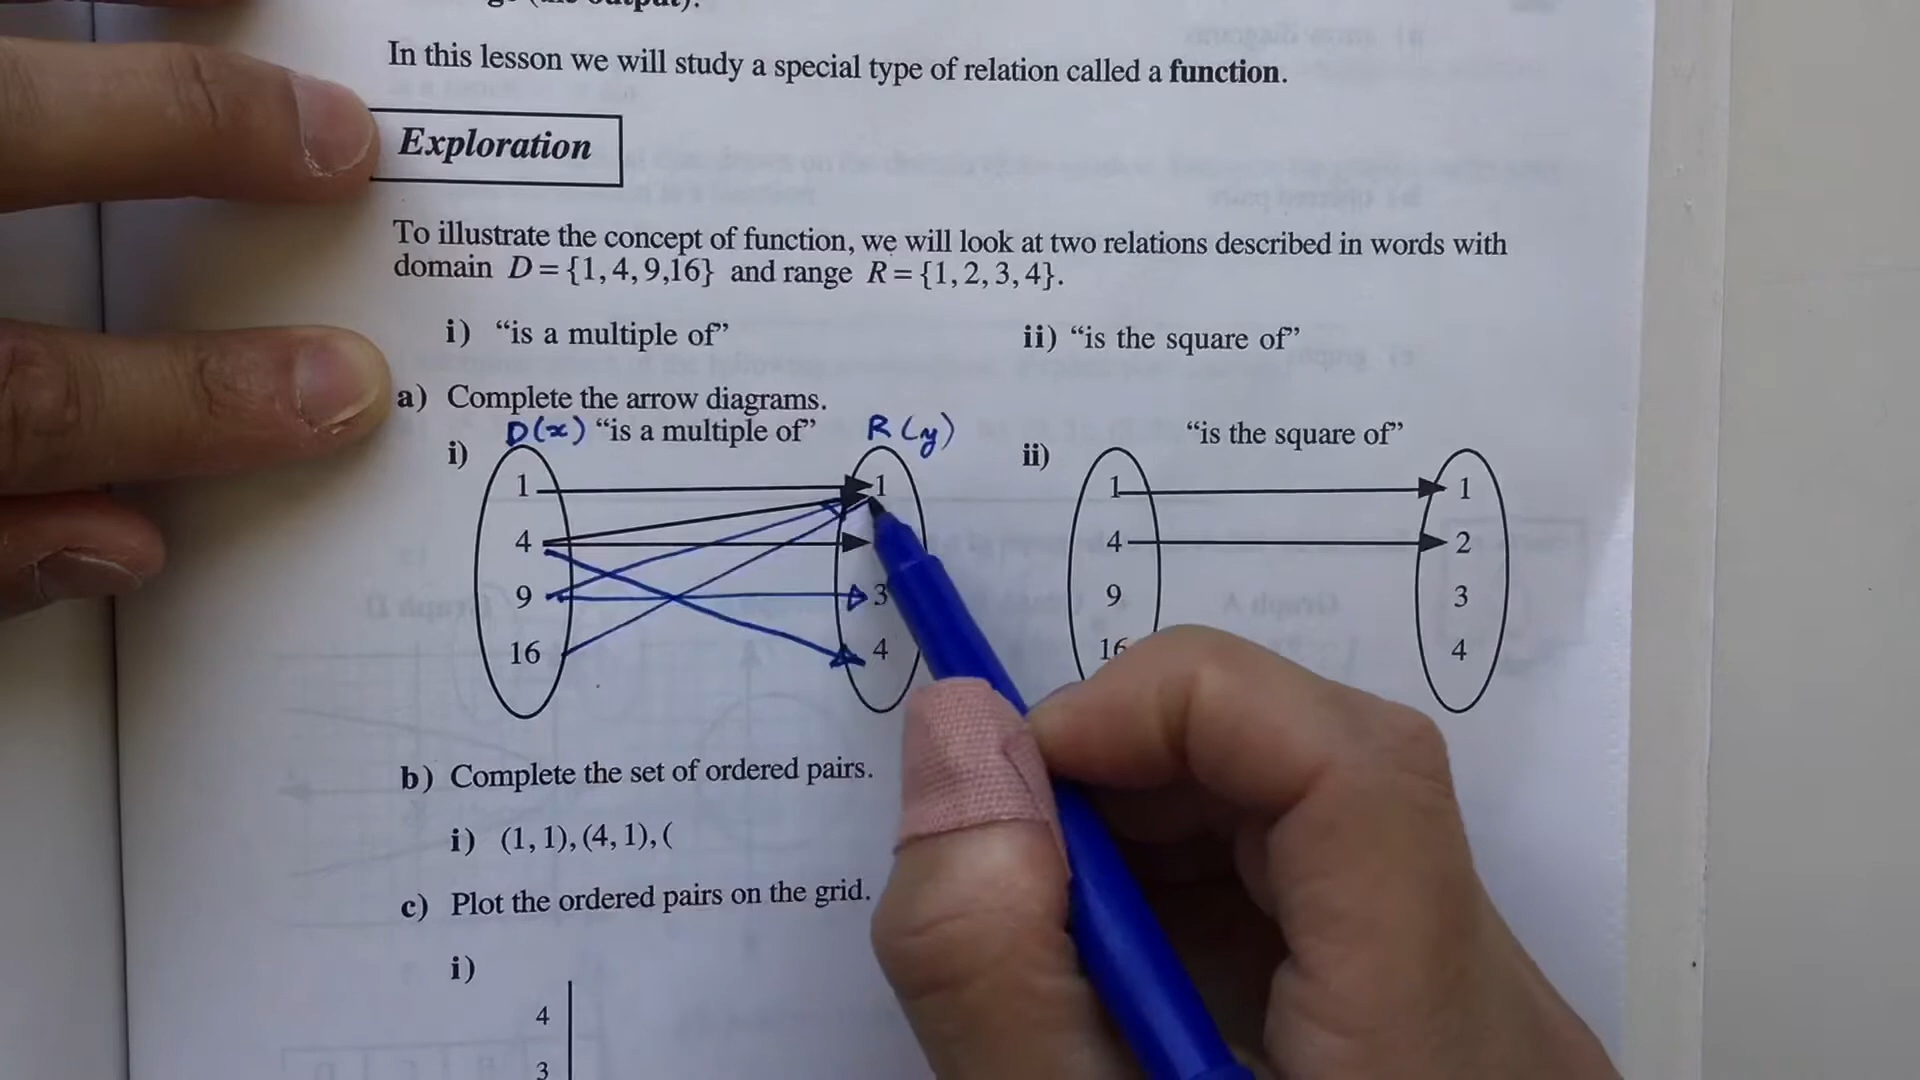 In this lesson we will study a special type of relation called a function.
Exploration
To illustrate the concept of function, we will look at two relations described in words with
domain D = {1, 4, 9,16} and range R = {1, 2, 3, 4}.
i) “is a multiple of”
ii) “is the square of”
a) Complete the arrow diagrams.
i) D(x) “is a multiple of” R(y)
1 1
4
9 3
16 4
ii) “is the square of”
1 1
4 2
9 3
16 4
b) Complete the set of ordered pairs.
i) (1, 1), (4, 1), (
c) Plot the ordered pairs on the grid.
i)
4
3